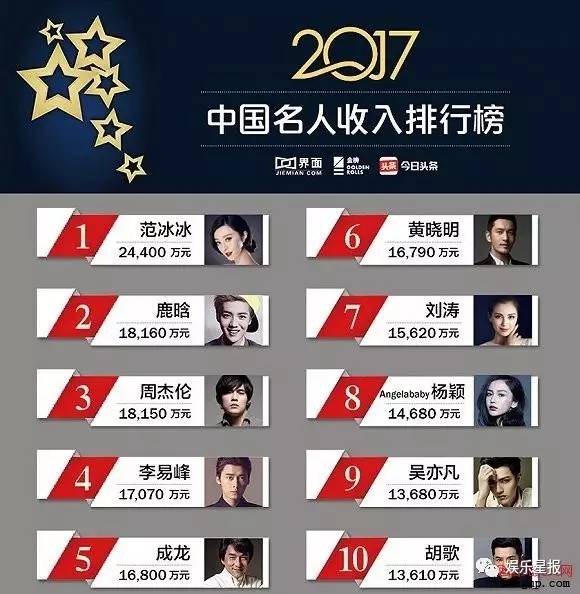 2017
中国名人收入排行榜
界面 JIEMIAN.COM 金榜 GOLDEN ROLLS 头条 今日头条
1 范冰冰
24,400 万元
2 鹿晗
18,160 万元
3 周杰伦
18,150 万元
4 李易峰
17,070 万元
5 成龙
16,800 万元
6 黄晓明
16,790 万元
7 刘涛
15,620 万元
8 Angelababy 杨颖
14,680 万元
9 吴亦凡
13,680 万元
10 胡歌
13,610 万元
娱乐星报